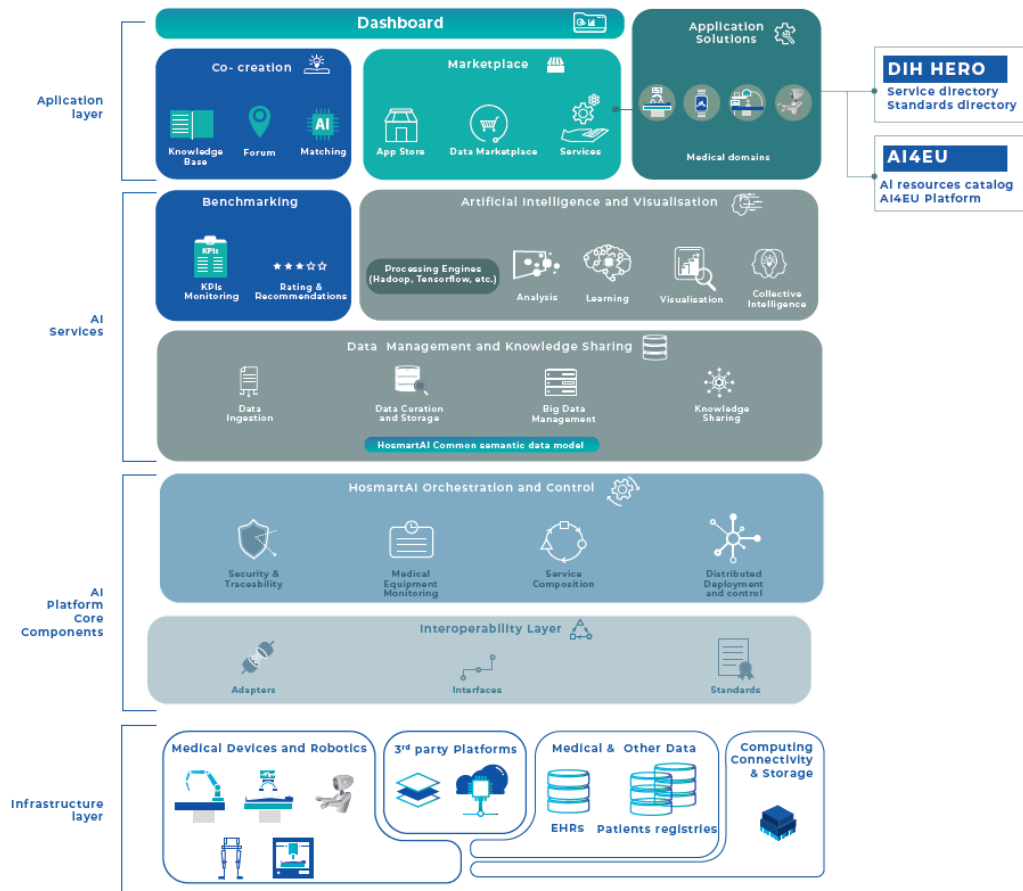 Dashboard
Application
Solutions
Medical domains
Aplication
layer
Co- creation
Knowledge
Base
Forum
AI
Matching
Marketplace
App Store
Data Marketplace
Services
DIH HERO
Service directory
Standards directory
AI4EU
AI resources catalog
AI4EU Platform
AI
Services
Benchmarking
KPIs
KPIs
Monitoring
Rating &
Recommendations
Artificial Intelligence and Visualisation
Processing Engines
(Hadoop, Tensorflow, etc.)
Analysis
Learning
Visualisation
Collective
Intelligence
Data Management and Knowledge Sharing
Data
Ingestion
Data Curation
and Storage
Big Data
Management
Knowledge
Sharing
HosmartAI Common semantic data model
AI
Platform
Core
Components
HosmartAI Orchestration and Control
Security &
Traceability
Medical
Equipment
Monitoring
Service
Composition
Distributed
Deployment
and control
Interoperability Layer
Adapters
Interfaces
Standards
Infrastructure
layer
Medical Devices and Robotics
3rd party Platforms
Medical & Other Data
EHRs
Patients registries
Computing
Connectivity
& Storage